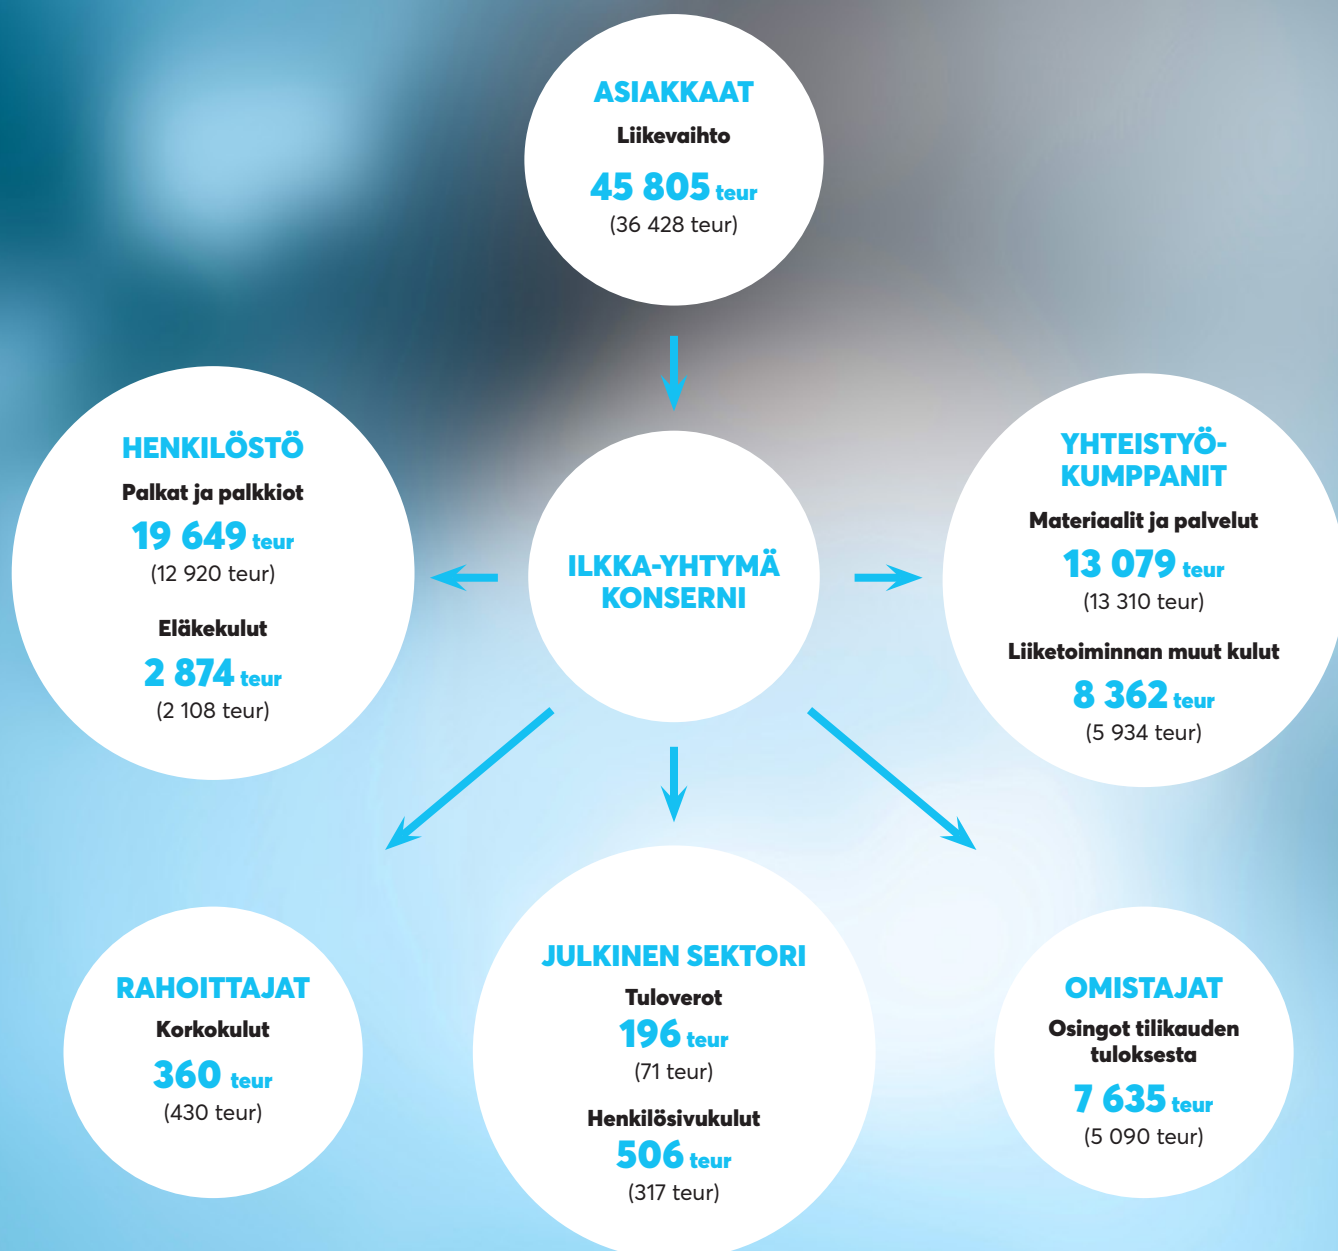 ASIAKKAAT
Liikevaihto
45 805 teur
(36 428 teur)
HENKILÖSTÖ
Palkat ja palkkiot
19 649 teur
(12 920 teur)
Eläkekulut
2 874 teur
(2 108 teur)
ILKKA-YHTYMÄ
KONSERNI
YHTEISTYÖ-
KUMPPANIT
Materiaalit ja palvelut
13 079 teur
(13 310 teur)
Liiketoiminnan muut kulut
8 362 teur
(5 934 teur)
RAHOITTAJAT
Korkokulut
360 teur
(430 teur)
JULKINEN SEKTORI
Tuloverot
196 teur
(71 teur)
Henkilösivukulut
506 teur
(317 teur)
OMISTAJAT
Osingot tilikauden
tuloksesta
7 635 teur
(5 090 teur)